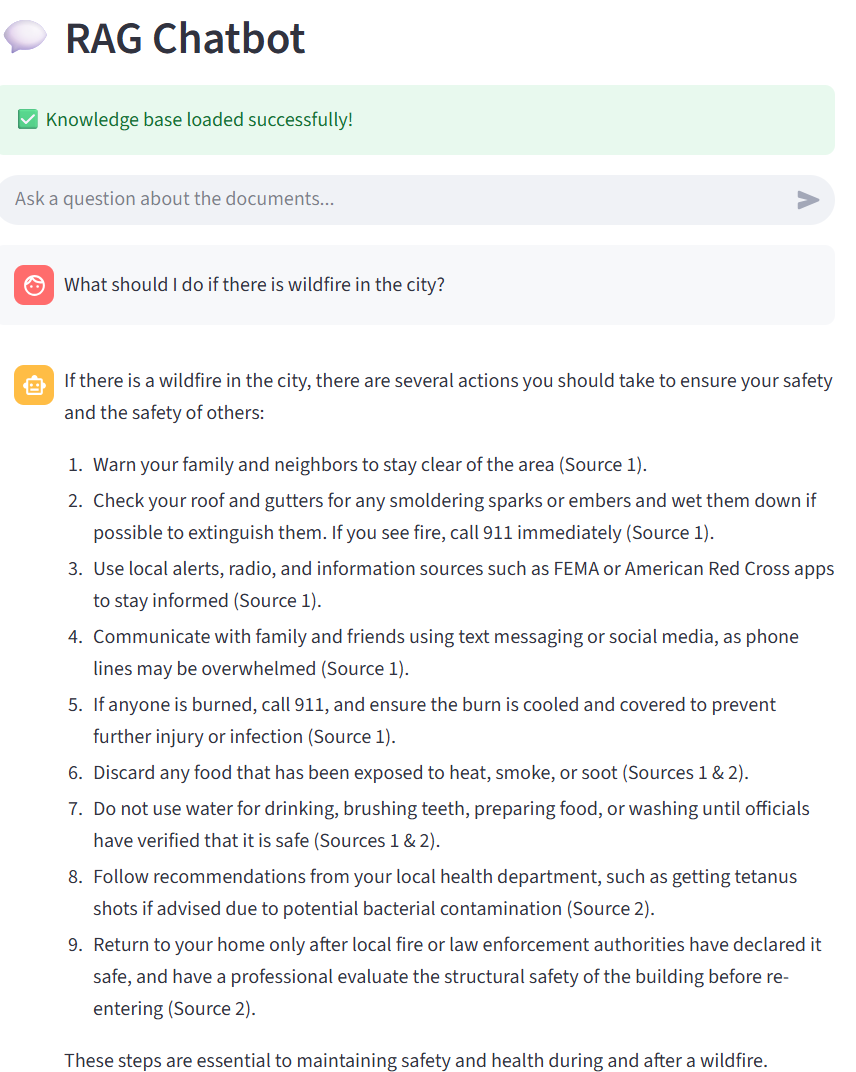 RAG Chatbot
Knowledge base loaded successfully!
Ask a question about the documents...
What should I do if there is wildfire in the city?
If there is a wildfire in the city, there are several actions you should take to ensure your safety
and the safety of others:
1. Warn your family and neighbors to stay clear of the area (Source 1).
2. Check your roof and gutters for any smoldering sparks or embers and wet them down if
possible to extinguish them. If you see fire, call 911 immediately (Source 1).
3. Use local alerts, radio, and information sources such as FEMA or American Red Cross apps
to stay informed (Source 1).
4. Communicate with family and friends using text messaging or social media, as phone
lines may be overwhelmed (Source 1).
5. If anyone is burned, call 911, and ensure the burn is cooled and covered to prevent
further injury or infection (Source 1).
6. Discard any food that has been exposed to heat, smoke, or soot (Sources 1 & 2).
7. Do not use water for drinking, brushing teeth, preparing food, or washing until officials
have verified that it is safe (Sources 1 & 2).
8. Follow recommendations from your local health department, such as getting tetanus
shots if advised due to potential bacterial contamination (Source 2).
9. Return to your home only after local fire or law enforcement authorities have declared it
safe, and have a professional evaluate the structural safety of the building before re-
entering (Source 2).
These steps are essential to maintaining safety and health during and after a wildfire.